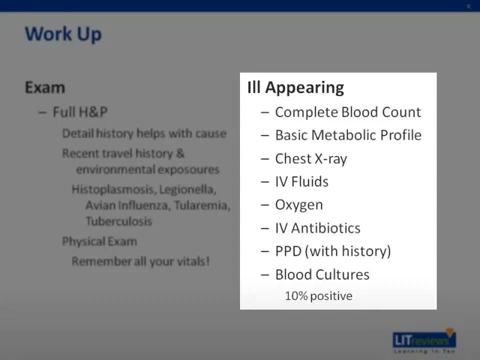 Work Up
Exam
– Full H&P
Detail history helps with cause
Recent travel history &
environmental exposoures
Histoplasmosis, Legionella,
Avian Influenza, Tularemia,
Tuberculosis
Physical Exam
Remember all your vitals!
Ill Appearing
– Complete Blood Count
– Basic Metabolic Profile
– Chest X-ray
– IV Fluids
– Oxygen
– IV Antibiotics
– PPD (with history)
– Blood Cultures
10% positive
LITreviews
Learning in Ten